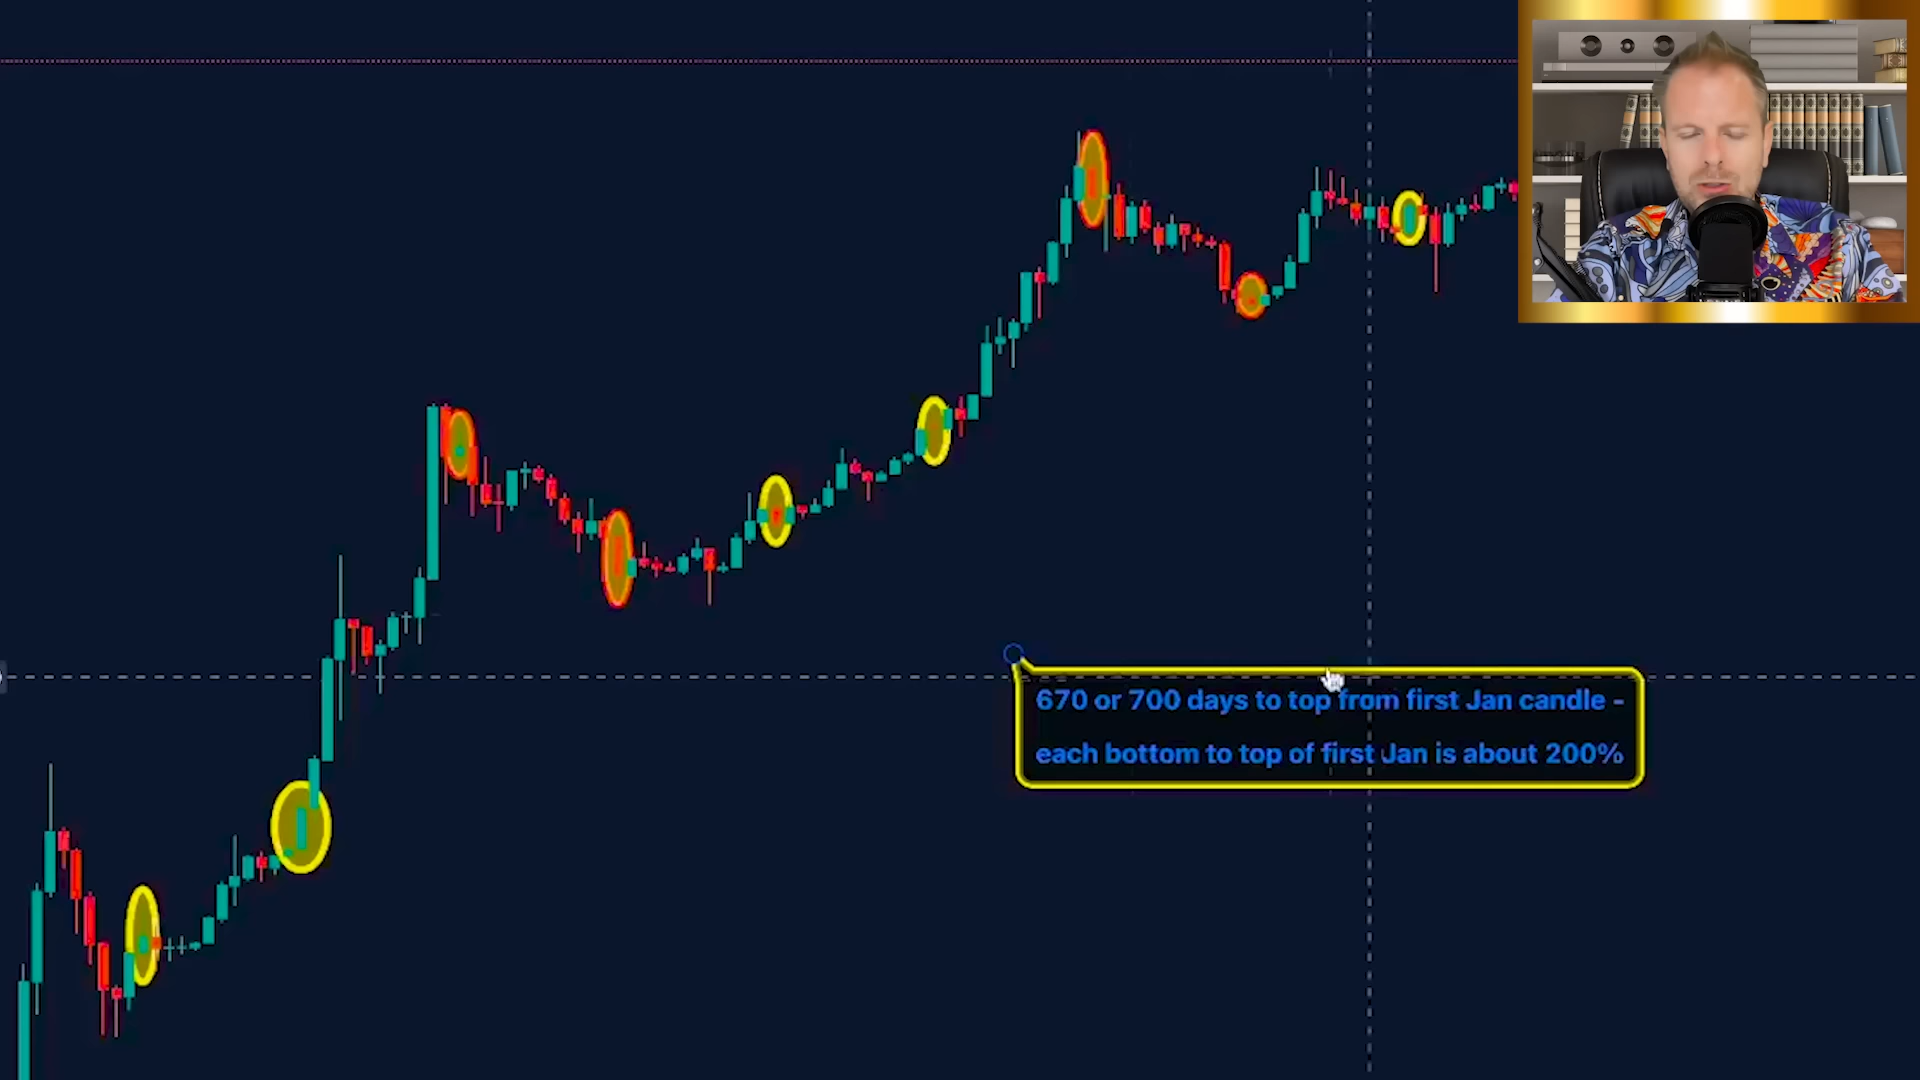 670 or 700 days to top from first Jan candle -
each bottom to top of first Jan is about 200%